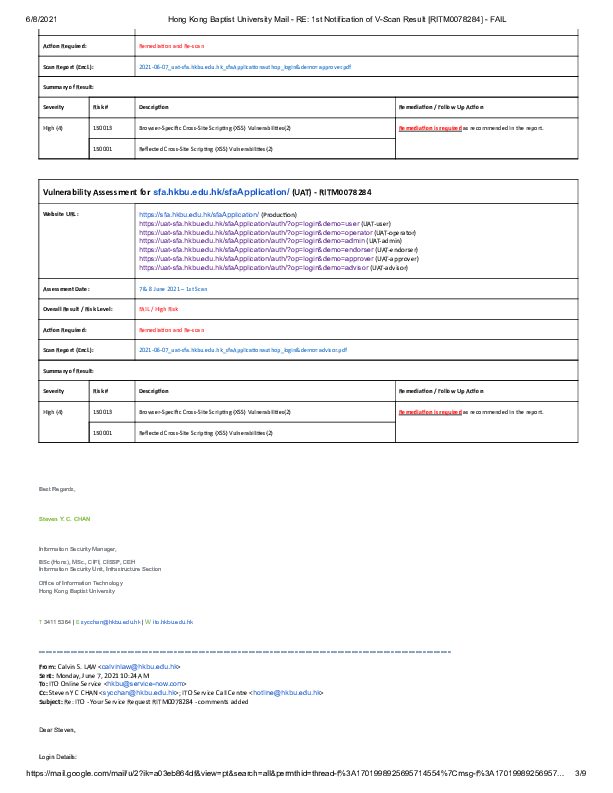 6/8/2021 Hong Kong Baptist University Mail - RE: 1st Notification of V-Scan Result [RITM0078284] - FAIL
Action Required: Remediation and Re-scan
Scan Report (Encl.): 2021-06-07_uat-sfa.hkbu.edu.hk_sfaApplicationauthop_login&demoapprover.pdf
Summary of Result:
Severity Risk # Description Remediation / Follow Up Action
High (4) 150013 Browser-Specific Cross-Site Scripting (XSS) Vulnerabilities(2) Remediation is required as recommended in the report.
150001 Reflected Cross-Site Scripting (XSS) Vulnerabilities(2)
Vulnerability Assessment for sfa.hkbu.edu.hk/sfaApplication/ (UAT) - RITM0078284
Website URL: https://sfa.hkbu.edu.hk/sfaApplication/ (Production)
https://uat-sfa.hkbu.edu.hk/sfaApplication/auth/?op=login&demo=user (UAT-user)
https://uat-sfa.hkbu.edu.hk/sfaApplication/auth/?op=login&demo=operator (UAT-operator)
https://uat-sfa.hkbu.edu.hk/sfaApplication/auth/?op=login&demo=admin (UAT-admin)
https://uat-sfa.hkbu.edu.hk/sfaApplication/auth/?op=login&demo=endorser (UAT-endorser)
https://uat-sfa.hkbu.edu.hk/sfaApplication/auth/?op=login&demo=approver (UAT-approver)
https://uat-sfa.hkbu.edu.hk/sfaApplication/auth/?op=login&demo=advisor (UAT-advisor)
Assessment Date: 7 & 8 June 2021 – 1st Scan
Overall Result / Risk Level: FAIL / High Risk
Action Required: Remediation and Re-scan
Scan Report (Encl.): 2021-06-07_uat-sfa.hkbu.edu.hk_sfaApplicationauthop_login&demoadvisor.pdf
Summary of Result:
Severity Risk # Description Remediation / Follow Up Action
High (4) 150013 Browser-Specific Cross-Site Scripting (XSS) Vulnerabilities(2) Remediation is required as recommended in the report.
150001 Reflected Cross-Site Scripting (XSS) Vulnerabilities(2)
Best Regards,
Steven Y. C. CHAN
Information Security Manager,
BSc (Hons), MSc, CIPT, CISSP, CEH
Information Security Unit, Infrastructure Section
Office of Information Technology
Hong Kong Baptist University
T 3411 5364 | E sycchan@hkbu.edu.hk | W ito.hkbu.edu.hk
From: Calvin S. LAW <calvinlaw@hkbu.edu.hk>
Sent: Monday, June 7, 2021 10:24 AM
To: ITO Online Service <hkbu@service-now.com>
Cc: Steven Y C CHAN <sycchan@hkbu.edu.hk>; ITO Service Call Centre <hotline@hkbu.edu.hk>
Subject: Re: ITO - Your Service Request RITM0078284 - comments added
Dear Steven,
Login Details:
https://mail.google.com/mail/u/2?ik=a03eb864df&view=pt&search=all&permthid=thread-f%3A1701998925695714554%7Cmsg-f%3A17019989256957… 3/9